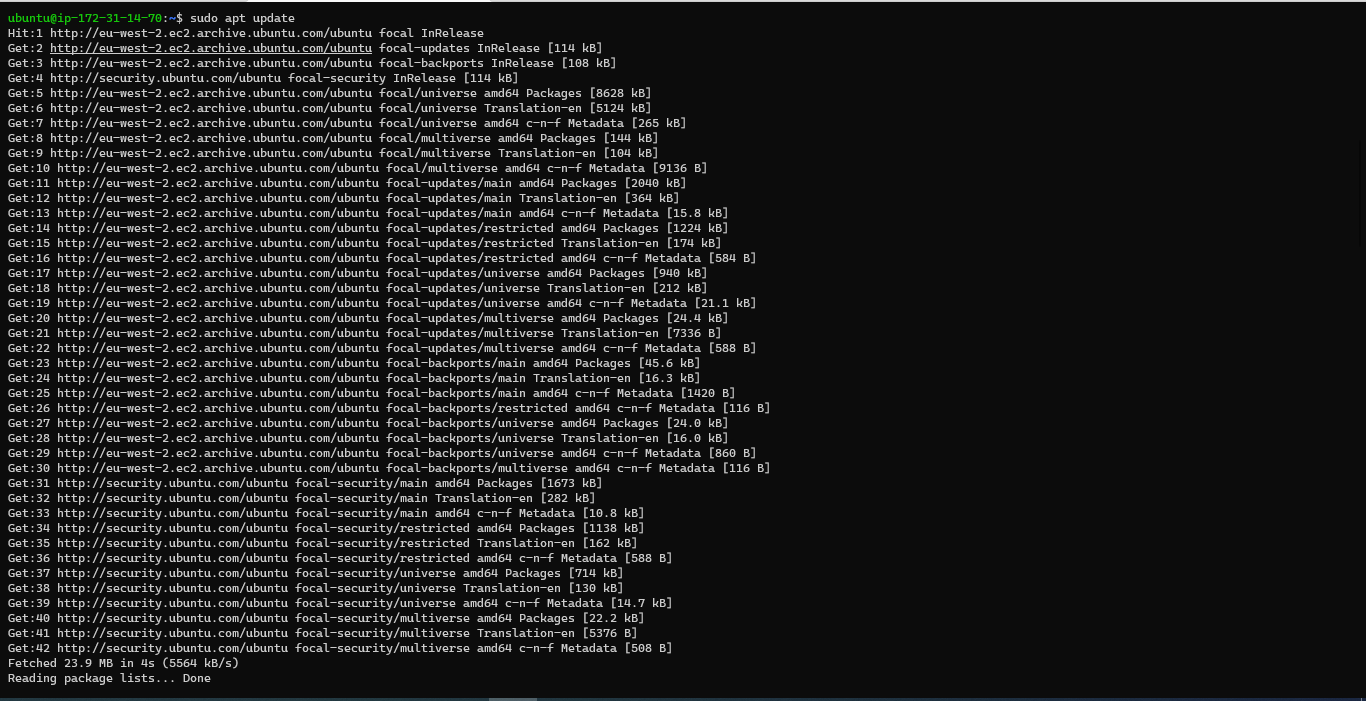 ubuntu@ip-172-31-14-70:~$ sudo apt update
Hit:1 http://eu-west-2.ec2.archive.ubuntu.com/ubuntu focal InRelease
Get:2 http://eu-west-2.ec2.archive.ubuntu.com/ubuntu focal-updates InRelease [114 kB]
Get:3 http://eu-west-2.ec2.archive.ubuntu.com/ubuntu focal-backports InRelease [108 kB]
Get:4 http://security.ubuntu.com/ubuntu focal-security InRelease [114 kB]
Get:5 http://eu-west-2.ec2.archive.ubuntu.com/ubuntu focal/universe amd64 Packages [8628 kB]
Get:6 http://eu-west-2.ec2.archive.ubuntu.com/ubuntu focal/universe Translation-en [5124 kB]
Get:7 http://eu-west-2.ec2.archive.ubuntu.com/ubuntu focal/universe amd64 c-n-f Metadata [265 kB]
Get:8 http://eu-west-2.ec2.archive.ubuntu.com/ubuntu focal/multiverse amd64 Packages [144 kB]
Get:9 http://eu-west-2.ec2.archive.ubuntu.com/ubuntu focal/multiverse Translation-en [104 kB]
Get:10 http://eu-west-2.ec2.archive.ubuntu.com/ubuntu focal/multiverse amd64 c-n-f Metadata [9136 B]
Get:11 http://eu-west-2.ec2.archive.ubuntu.com/ubuntu focal-updates/main amd64 Packages [2040 kB]
Get:12 http://eu-west-2.ec2.archive.ubuntu.com/ubuntu focal-updates/main Translation-en [364 kB]
Get:13 http://eu-west-2.ec2.archive.ubuntu.com/ubuntu focal-updates/main amd64 c-n-f Metadata [15.8 kB]
Get:14 http://eu-west-2.ec2.archive.ubuntu.com/ubuntu focal-updates/restricted amd64 Packages [1224 kB]
Get:15 http://eu-west-2.ec2.archive.ubuntu.com/ubuntu focal-updates/restricted Translation-en [174 kB]
Get:16 http://eu-west-2.ec2.archive.ubuntu.com/ubuntu focal-updates/restricted amd64 c-n-f Metadata [584 B]
Get:17 http://eu-west-2.ec2.archive.ubuntu.com/ubuntu focal-updates/universe amd64 Packages [940 kB]
Get:18 http://eu-west-2.ec2.archive.ubuntu.com/ubuntu focal-updates/universe Translation-en [212 kB]
Get:19 http://eu-west-2.ec2.archive.ubuntu.com/ubuntu focal-updates/universe amd64 c-n-f Metadata [21.1 kB]
Get:20 http://eu-west-2.ec2.archive.ubuntu.com/ubuntu focal-updates/multiverse amd64 Packages [24.4 kB]
Get:21 http://eu-west-2.ec2.archive.ubuntu.com/ubuntu focal-updates/multiverse Translation-en [7336 B]
Get:22 http://eu-west-2.ec2.archive.ubuntu.com/ubuntu focal-updates/multiverse amd64 c-n-f Metadata [588 B]
Get:23 http://eu-west-2.ec2.archive.ubuntu.com/ubuntu focal-backports/main amd64 Packages [45.6 kB]
Get:24 http://eu-west-2.ec2.archive.ubuntu.com/ubuntu focal-backports/main Translation-en [16.3 kB]
Get:25 http://eu-west-2.ec2.archive.ubuntu.com/ubuntu focal-backports/main amd64 c-n-f Metadata [1420 B]
Get:26 http://eu-west-2.ec2.archive.ubuntu.com/ubuntu focal-backports/restricted amd64 c-n-f Metadata [116 B]
Get:27 http://eu-west-2.ec2.archive.ubuntu.com/ubuntu focal-backports/universe amd64 Packages [24.0 kB]
Get:28 http://eu-west-2.ec2.archive.ubuntu.com/ubuntu focal-backports/universe Translation-en [16.0 kB]
Get:29 http://eu-west-2.ec2.archive.ubuntu.com/ubuntu focal-backports/universe amd64 c-n-f Metadata [860 B]
Get:30 http://eu-west-2.ec2.archive.ubuntu.com/ubuntu focal-backports/multiverse amd64 c-n-f Metadata [116 B]
Get:31 http://security.ubuntu.com/ubuntu focal-security/main amd64 Packages [1673 kB]
Get:32 http://security.ubuntu.com/ubuntu focal-security/main Translation-en [282 kB]
Get:33 http://security.ubuntu.com/ubuntu focal-security/main amd64 c-n-f Metadata [10.8 kB]
Get:34 http://security.ubuntu.com/ubuntu focal-security/restricted amd64 Packages [1138 kB]
Get:35 http://security.ubuntu.com/ubuntu focal-security/restricted Translation-en [162 kB]
Get:36 http://security.ubuntu.com/ubuntu focal-security/restricted amd64 c-n-f Metadata [588 B]
Get:37 http://security.ubuntu.com/ubuntu focal-security/universe amd64 Packages [714 kB]
Get:38 http://security.ubuntu.com/ubuntu focal-security/universe Translation-en [130 kB]
Get:39 http://security.ubuntu.com/ubuntu focal-security/universe amd64 c-n-f Metadata [14.7 kB]
Get:40 http://security.ubuntu.com/ubuntu focal-security/multiverse amd64 Packages [22.2 kB]
Get:41 http://security.ubuntu.com/ubuntu focal-security/multiverse Translation-en [5376 B]
Get:42 http://security.ubuntu.com/ubuntu focal-security/multiverse amd64 c-n-f Metadata [508 B]
Fetched 23.9 MB in 4s (5564 kB/s)
Reading package lists... Done